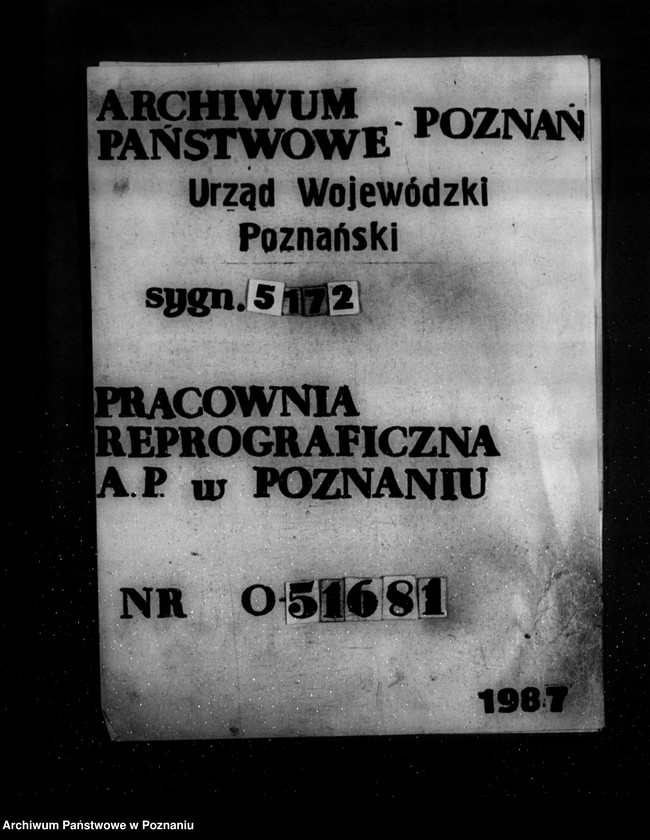 ARCHIWUM
PAŃSTWOWE - POZNAŃ
Urząd Wojewódzki
Poznański
sygn. 5172
PRACOWNIA
REPROGRAFICZNA
A.P. w POZNANIU
NR O-51681
1987
Archiwum Państwowe w Poznaniu